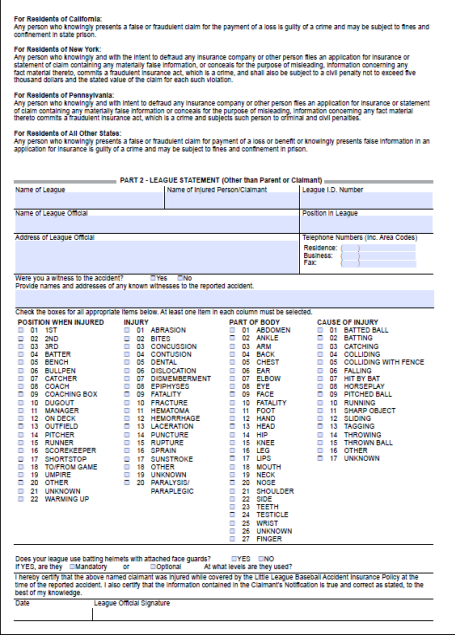 For Residents of California:
Any person who knowingly presents a false or fraudulent claim for the payment of a loss is guilty of a crime and may be subject to fines and
confinement in state prison.
For Residents of New York:
Any person who knowingly and with the intent to defraud any insurance company or other person files an application for insurance or
statement of claim containing any materially false information, or conceals for the purpose of misleading, information concerning any
fact material thereto, commits a fraudulent insurance act, which is a crime, and shall also be subject to a civil penalty not to exceed five
thousand dollars and the stated value of the claim for each such violation.
For Residents of Pennsylvania:
Any person who knowingly and with intent to defraud any insurance company or other person files an application for insurance or statement
of claim containing any materially false information or conceals for the purpose of misleading, information concerning any fact material
thereto commits a fraudulent insurance act, which is a crime and subjects such person to criminal and civil penalties.
For Residents of All Other States:
Any person who knowingly presents a false or fraudulent claim for payment of a loss or benefit or knowingly presents false information in an
application for insurance is guilty of a crime and may be subject to fines and confinement in prison.
PART 2 - LEAGUE STATEMENT (Other than Parent or Claimant)
Name of League Name of Injured Person/Claimant League I.D. Number
Name of League Official Position in League
Address of League Official Telephone Numbers (Inc. Area Codes)
Residence: ( )
Business: ( )
Fax: ( )
Were you a witness to the accident? Yes No
Provide names and addresses of any known witnesses to the reported accident.
Check the boxes for all appropriate items below. At least one item in each column must be selected.
POSITION WHEN INJURED INJURY PART OF BODY CAUSE OF INJURY
01 1ST 01 ABRASION 01 ABDOMEN 01 BATTED BALL
02 2ND 02 BITES 02 ANKLE 02 BATTING
03 3RD 03 CONCUSSION 03 ARM 03 CATCHING
04 BATTER 04 CONTUSION 04 BACK 04 COLLIDING
05 BENCH 05 DENTAL 05 CHEST 05 COLLIDING WITH FENCE
06 BULLPEN 06 DISLOCATION 06 EAR 06 FALLING
07 CATCHER 07 DISMEMBERMENT 07 ELBOW 07 HIT BY BAT
08 COACH 08 EPIPHYSES 08 EYE 08 HORSEPLAY
09 COACHING BOX 09 FATALITY 09 FACE 09 PITCHED BALL
10 DUGOUT 10 FRACTURE 10 FATALITY 10 RUNNING
11 MANAGER 11 HEMATOMA 11 FOOT 11 SHARP OBJECT
12 ON DECK 12 HEMORRHAGE 12 HAND 12 SLIDING
13 OUTFIELD 13 LACERATION 13 HEAD 13 TAGGING
14 PITCHER 14 PUNCTURE 14 HIP 14 THROWING
15 RUNNER 15 RUPTURE 15 KNEE 15 THROWN BALL
16 SCOREKEEPER 16 SPRAIN 16 LEG 16 OTHER
17 SHORTSTOP 17 SUNSTROKE 17 LIPS 17 UNKNOWN
18 TO/FROM GAME 18 OTHER 18 MOUTH
19 UMPIRE 19 UNKNOWN 19 NECK
20 OTHER 20 PARALYSIS/ 20 NOSE
21 UNKNOWN PARAPLEGIC 21 SHOULDER
22 WARMING UP 22 SIDE
23 TEETH
24 TESTICLE
25 WRIST
26 UNKNOWN
27 FINGER
Does your league use batting helmets with attached face guards? YES NO
If YES, are they Mandatory or Optional At what levels are they used?
I hereby certify that the above named claimant was injured while covered by the Little League Baseball Accident Insurance Policy at the
time of the reported accident. I also certify that the information contained in the Claimant's Notification is true and correct as stated, to the
best of my knowledge.
Date League Official Signature